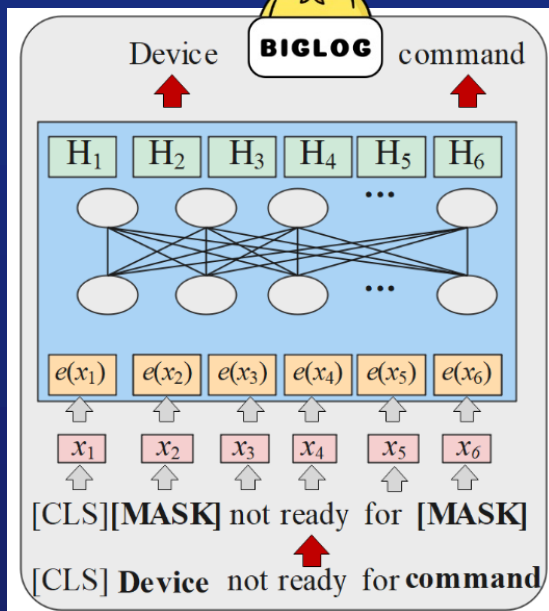 BIGLOG
Device command
H1 H2 H3 H4 H5 H6
...
...
e(x1) e(x2) e(x3) e(x4) e(x5) e(x6)
x1 x2 x3 x4 x5 x6
[CLS][MASK] not ready for [MASK]
[CLS] Device not ready for command